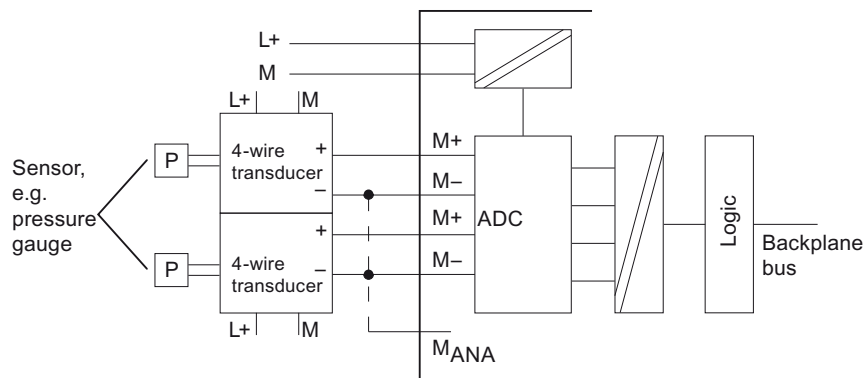 L+
M
L+ M
P
4-wire
transducer
+
−
M+
M−
Sensor,
e.g.
pressure
gauge
P
4-wire
transducer
+
−
M+
M−
L+ M
ADC
MANA
Logic
Backplane
bus